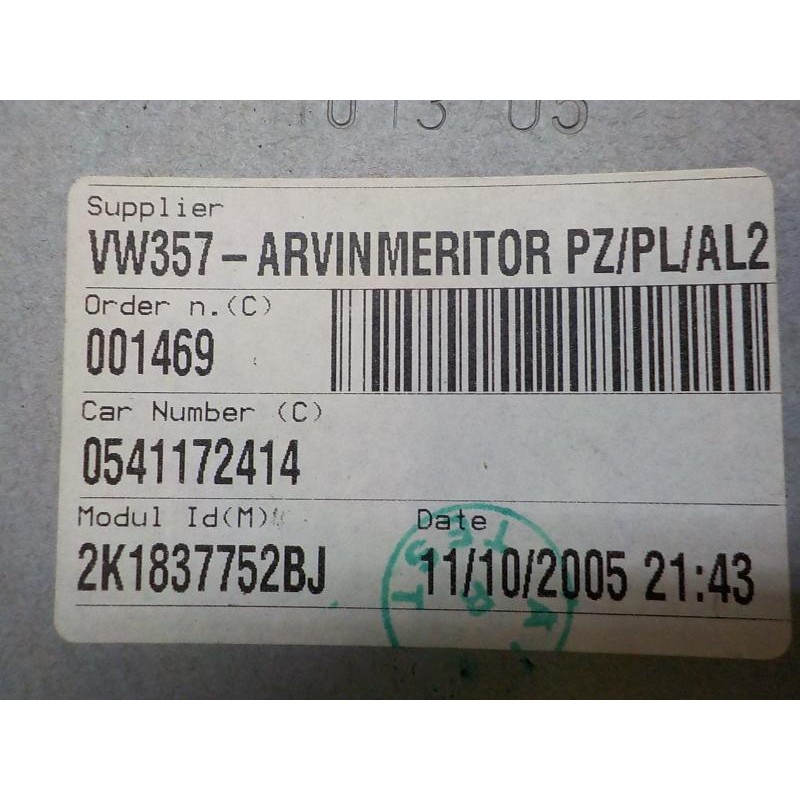 Supplier
VW357-ARVINMERITOR PZ/PL/AL2
Order n.(C)
001469
Car Number (C)
0541172414
Modul Id(M) Date
2K1837752BJ 11/10/2005 21:43